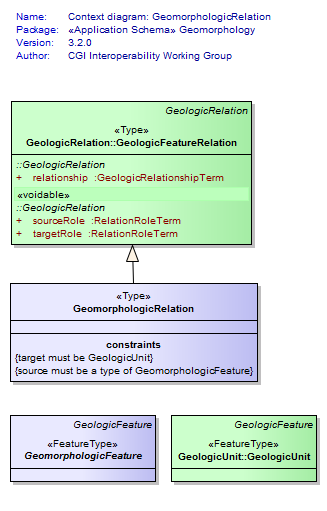 Name: Context diagram: GeomorphologicRelation
Package: «Application Schema» Geomorphology
Version: 3.2.0
Author: CGI Interoperability Working Group
GeologicRelation
«Type»
GeologicRelation::GeologicFeatureRelation
::GeologicRelation
+ relationship :GeologicRelationshipTerm
«voidable»
::GeologicRelation
+ sourceRole :RelationRoleTerm
+ targetRole :RelationRoleTerm
«Type»
GeomorphologicRelation
constraints
{target must be GeologicUnit}
{source must be a type of GeomorphologicFeature}
GeologicFeature
«FeatureType»
GeomorphologicFeature
GeologicFeature
«FeatureType»
GeologicUnit::GeologicUnit